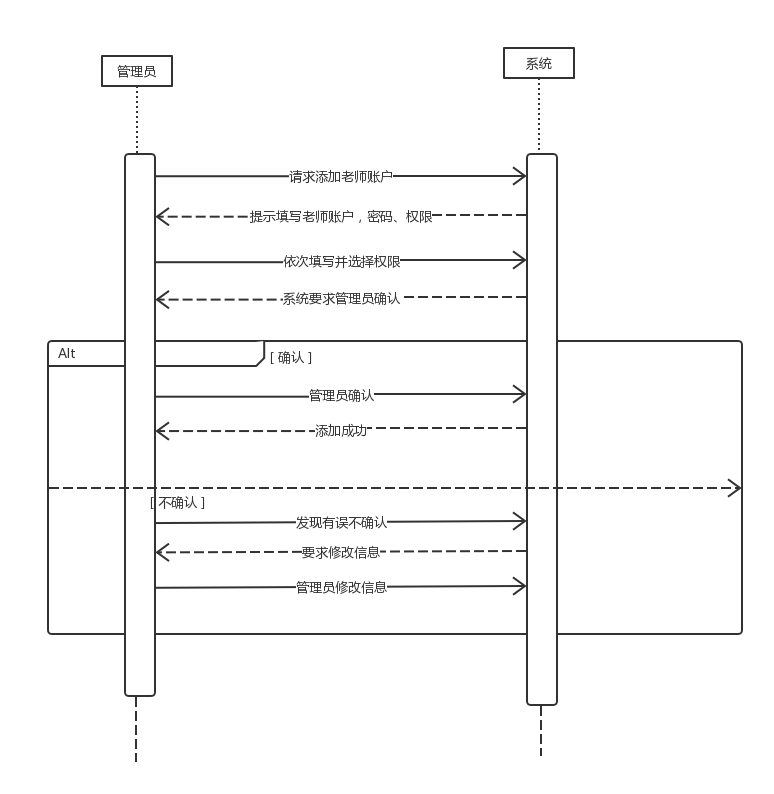 管理员
系统
请求添加老师账户
提示填写老师账户，密码、权限
依次填写并选择权限
系统要求管理员确认
Alt
[ 确认 ]
管理员确认
添加成功
[ 不确认 ]
发现有误不确认
要求修改信息
管理员修改信息